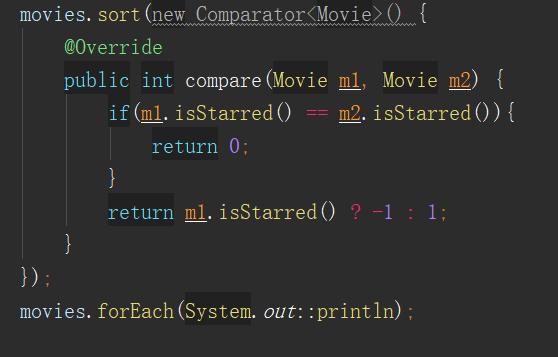 movies.sort(new Comparator<Movie>() {
    @Override
    public int compare(Movie m1, Movie m2) {
        if(m1.isStarred() == m2.isStarred()){
            return 0;
        }
        return m1.isStarred() ? -1 : 1;
    }
});
movies.forEach(System.out::println);